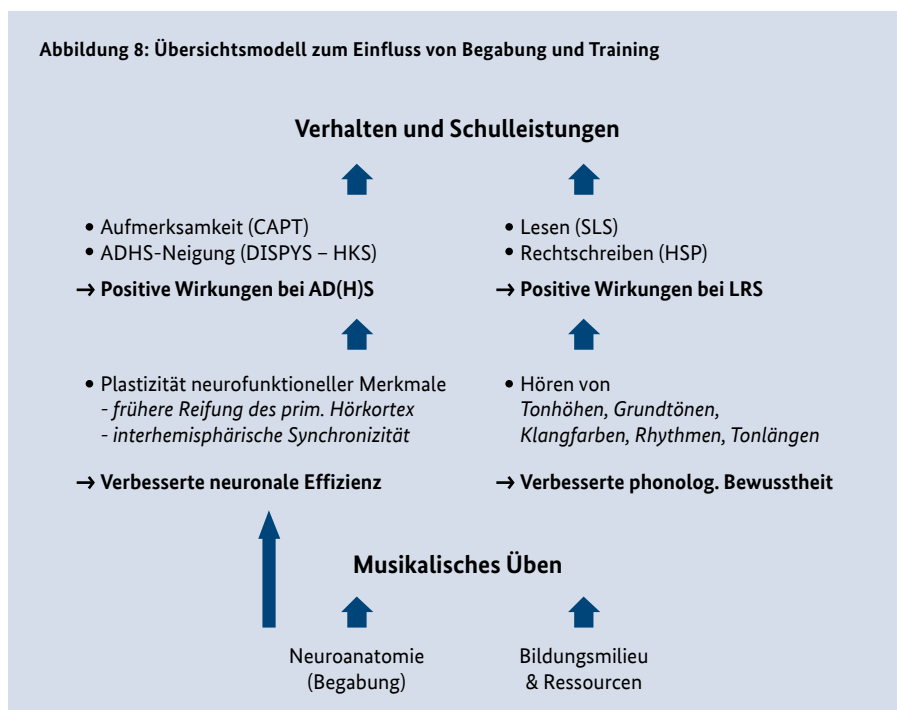 Abbildung 8: Übersichtsmodell zum Einfluss von Begabung und Training
Verhalten und Schulleistungen
• Aufmerksamkeit (CAPT)
• ADHS-Neigung (DISPYS – HKS)
→ Positive Wirkungen bei AD(H)S
• Lesen (SLS)
• Rechtschreiben (HSP)
→ Positive Wirkungen bei LRS
• Plastizität neurofunktioneller Merkmale
- frühere Reifung des prim. Hörkortex
- interhemisphärische Synchronizität
→ Verbesserte neuronale Effizienz
• Hören von
Tonhöhen, Grundtönen,
Klangfarben, Rhythmen, Tonlängen
→ Verbesserte phonolog. Bewusstheit
Musikalisches Üben
Neuroanatomie
(Begabung)
Bildungsmilieu
& Ressourcen